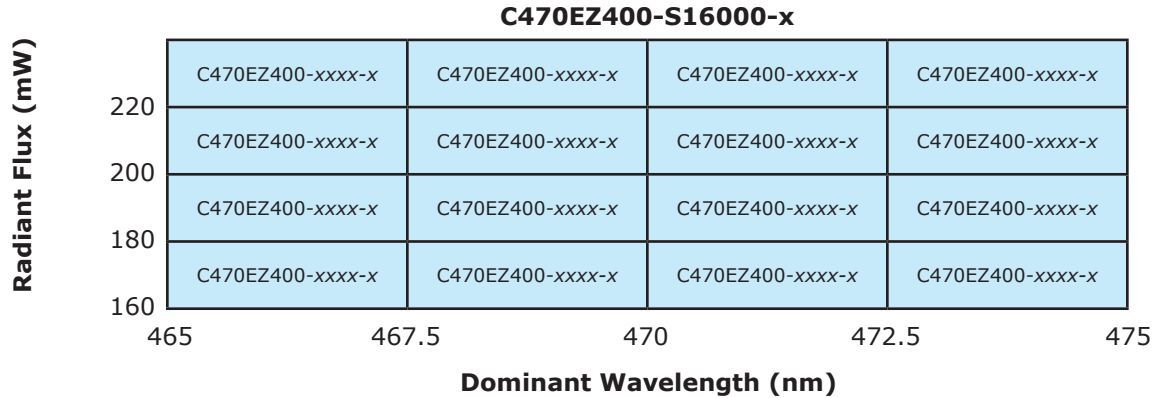 C470EZ400-S16000-x
Radiant Flux (mW)
C470EZ400-xxxx-x C470EZ400-xxxx-x C470EZ400-xxxx-x C470EZ400-xxxx-x
220
C470EZ400-xxxx-x C470EZ400-xxxx-x C470EZ400-xxxx-x C470EZ400-xxxx-x
200
C470EZ400-xxxx-x C470EZ400-xxxx-x C470EZ400-xxxx-x C470EZ400-xxxx-x
180
C470EZ400-xxxx-x C470EZ400-xxxx-x C470EZ400-xxxx-x C470EZ400-xxxx-x
160
465 467.5 470 472.5 475
Dominant Wavelength (nm)